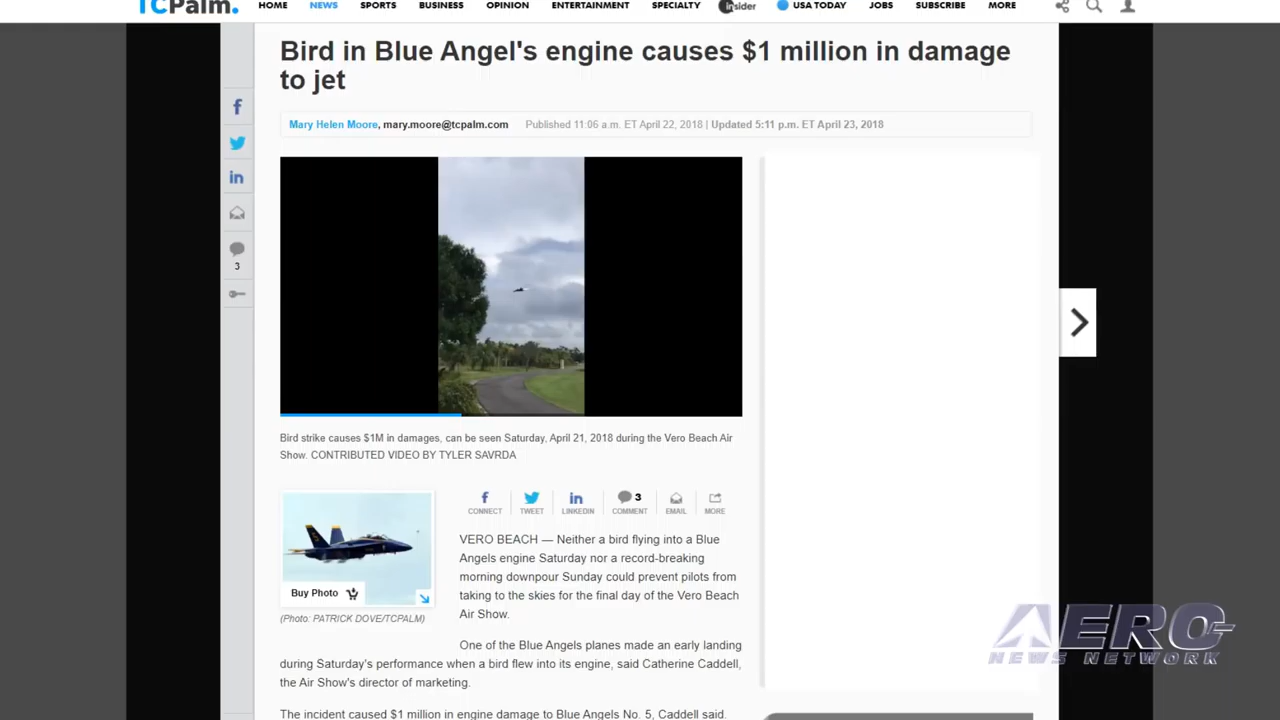 TCPalm.
HOME NEWS SPORTS BUSINESS OPINION ENTERTAINMENT SPECIALTY insider USA TODAY JOBS SUBSCRIBE MORE
Bird in Blue Angel's engine causes $1 million in damage
to jet
Mary Helen Moore, mary.moore@tcpalm.com Published 11:06 a.m. ET April 22, 2018 | Updated 5:11 p.m. ET April 23, 2018
3
Bird strike causes $1M in damages, can be seen Saturday, April 21, 2018 during the Vero Beach Air
Show. CONTRIBUTED VIDEO BY TYLER SAVRDA
3
CONNECT TWEET LINKEDIN COMMENT EMAIL MORE
Buy Photo
(Photo: PATRICK DOVE/TCPALM)
VERO BEACH — Neither a bird flying into a Blue
Angels engine Saturday nor a record-breaking
morning downpour Sunday could prevent pilots from
taking to the skies for the final day of the Vero Beach
Air Show.
One of the Blue Angels planes made an early landing
during Saturday's performance when a bird flew into its engine, said Catherine Caddell,
the Air Show's director of marketing.
The incident caused $1 million in engine damage to Blue Angels No. 5, Caddell said.
AERO
NEWS NETWORK